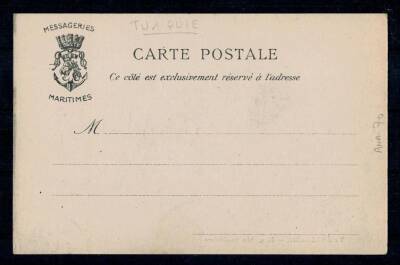 TURQUIE
MESSAGERIES
MARITIMES
CARTE POSTALE
Ce côté est exclusivement réservé à l'adresse
M